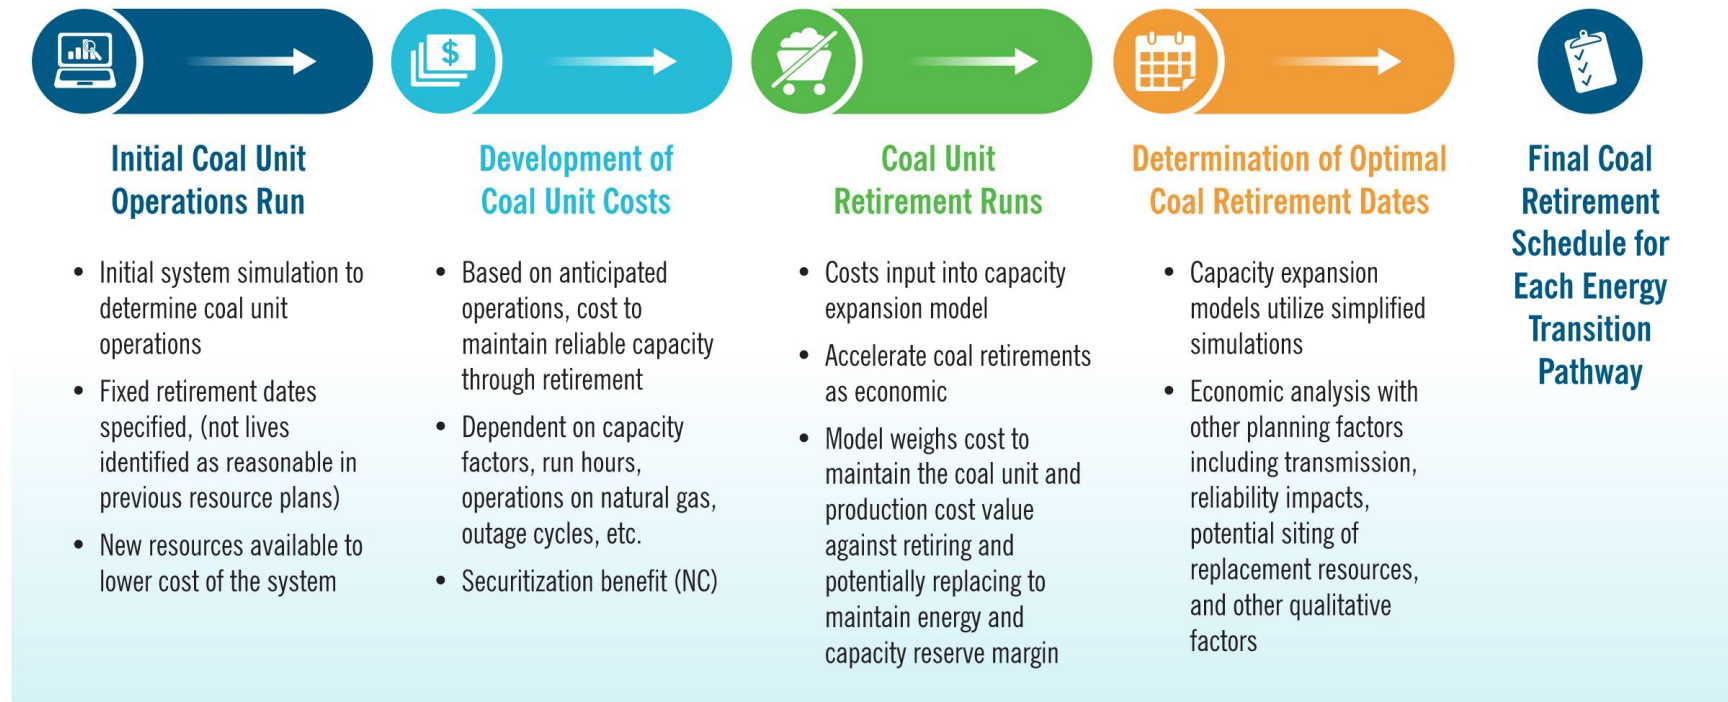 $
Initial Coal Unit
Operations Run
• Initial system simulation to
determine coal unit
operations
• Fixed retirement dates
specified, (not lives
identified as reasonable in
previous resource plans)
• New resources available to
lower cost of the system
Development of
Coal Unit Costs
• Based on anticipated
operations, cost to
maintain reliable capacity
through retirement
• Dependent on capacity
factors, run hours,
operations on natural gas,
outage cycles, etc.
• Securitization benefit (NC)
Coal Unit
Retirement Runs
• Costs input into capacity
expansion model
• Accelerate coal retirements
as economic
• Model weighs cost to
maintain the coal unit and
production cost value
against retiring and
potentially replacing to
maintain energy and
capacity reserve margin
Determination of Optimal
Coal Retirement Dates
• Capacity expansion
models utilize simplified
simulations
• Economic analysis with
other planning factors
including transmission,
reliability impacts,
potential siting of
replacement resources,
and other qualitative
factors
Final Coal
Retirement
Schedule for
Each Energy
Transition
Pathway